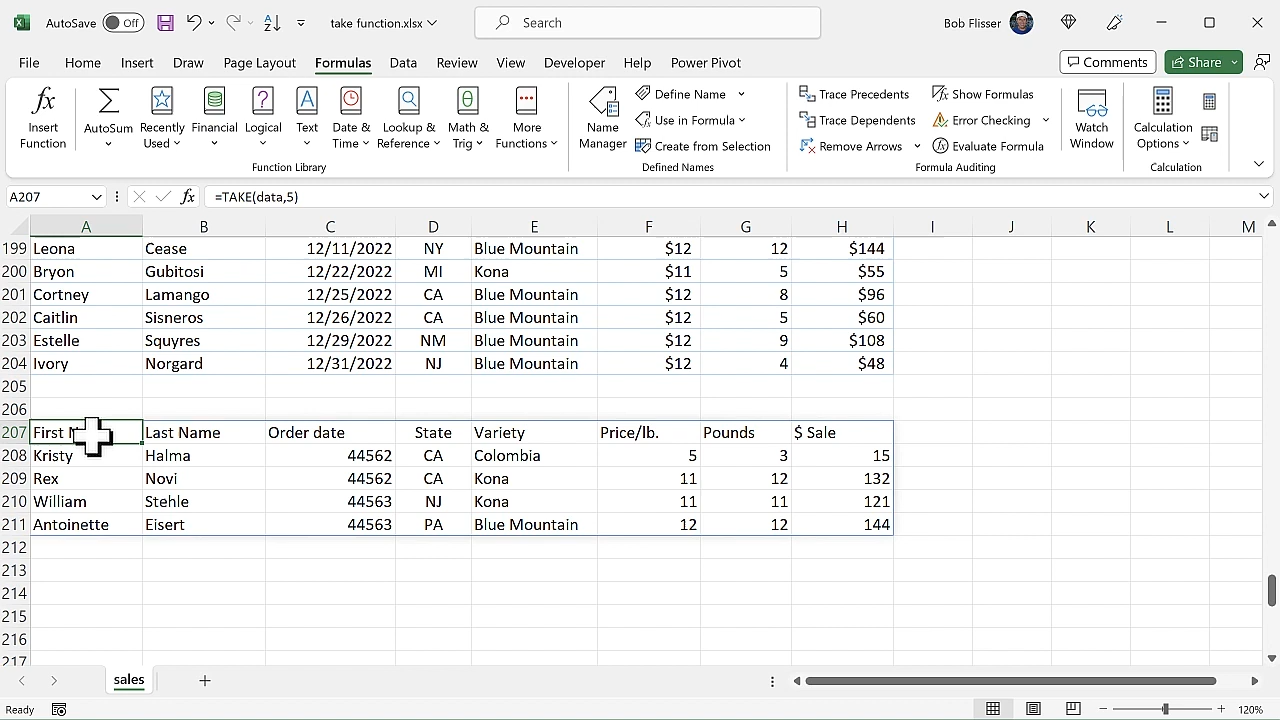 AutoSave Off take function.xlsx Search Bob Flisser
File Home Insert Draw Page Layout Formulas Data Review View Developer Help Power Pivot Comments Share
Insert Function
AutoSum
Recently Used
Financial
Logical
Text
Date & Time
Lookup & Reference
Math & Trig
More Functions
Function Library
Name Manager
Define Name
Use in Formula
Create from Selection
Defined Names
Trace Precedents
Trace Dependents
Remove Arrows
Show Formulas
Error Checking
Evaluate Formula
Formula Auditing
Watch Window
Calculation Options
Calculation
A207 fx =TAKE(data,5)
A B C D E F G H I J K L M
199 Leona Cease 12/11/2022 NY Blue Mountain $12 12 $144
200 Bryon Gubitosi 12/22/2022 MI Kona $11 5 $55
201 Cortney Lamango 12/25/2022 CA Blue Mountain $12 8 $96
202 Caitlin Sisneros 12/26/2022 CA Blue Mountain $12 5 $60
203 Estelle Squyres 12/29/2022 NM Blue Mountain $12 9 $108
204 Ivory Norgard 12/31/2022 NJ Blue Mountain $12 4 $48
205
206
207 First Last Name Order date State Variety Price/lb. Pounds $ Sale
208 Kristy Halma 44562 CA Colombia 5 3 15
209 Rex Novi 44562 CA Kona 11 12 132
210 William Stehle 44563 NJ Kona 11 11 121
211 Antoinette Eisert 44563 PA Blue Mountain 12 12 144
212
213
214
215
216
217
sales
Ready 120%